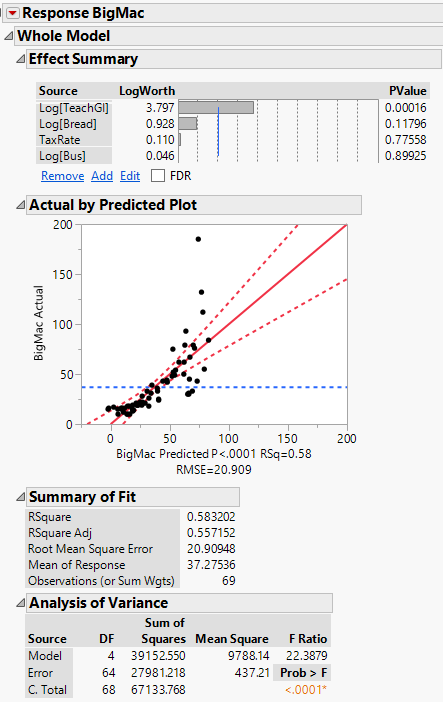 Response BigMac
Whole Model
Effect Summary
Source LogWorth PValue
Log[TeachGI] 3.797 0.00016
Log[Bread] 0.928 0.11796
TaxRate 0.110 0.77558
Log[Bus] 0.046 0.89925
Remove Add Edit FDR
Actual by Predicted Plot
BigMac Actual
200
150
100
50
0
0 50 100 150 200
BigMac Predicted P<.0001 RSq=0.58
RMSE=20.909
Summary of Fit
RSquare 0.583202
RSquare Adj 0.557152
Root Mean Square Error 20.90948
Mean of Response 37.27536
Observations (or Sum Wgts) 69
Analysis of Variance
Sum of
Source DF Squares Mean Square F Ratio
Model 4 39152.550 9788.14 22.3879
Error 64 27981.218 437.21 Prob > F
C. Total 68 67133.768 <.0001*